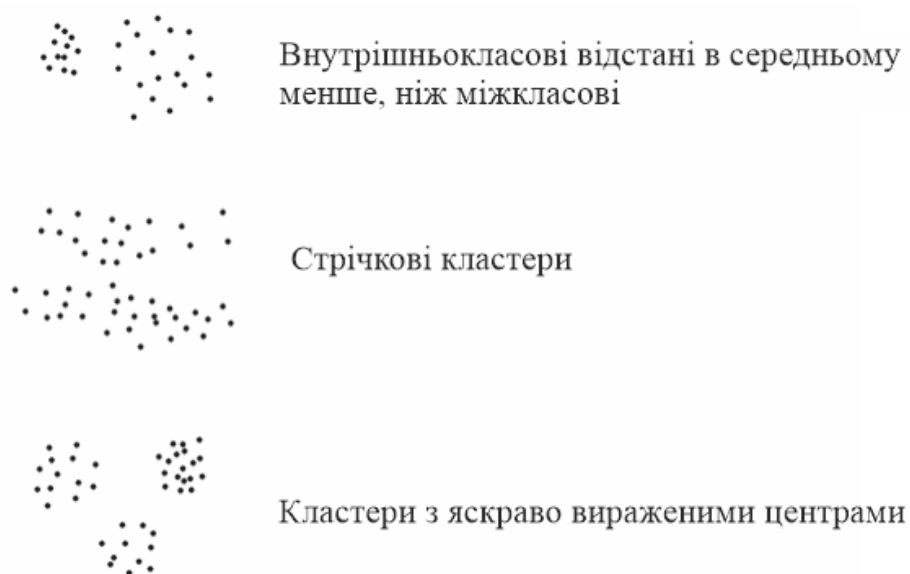 Внутрішньокласові відстані в середньому
менше, ніж міжкласові
Стрічкові кластери
Кластери з яскраво вираженими центрами